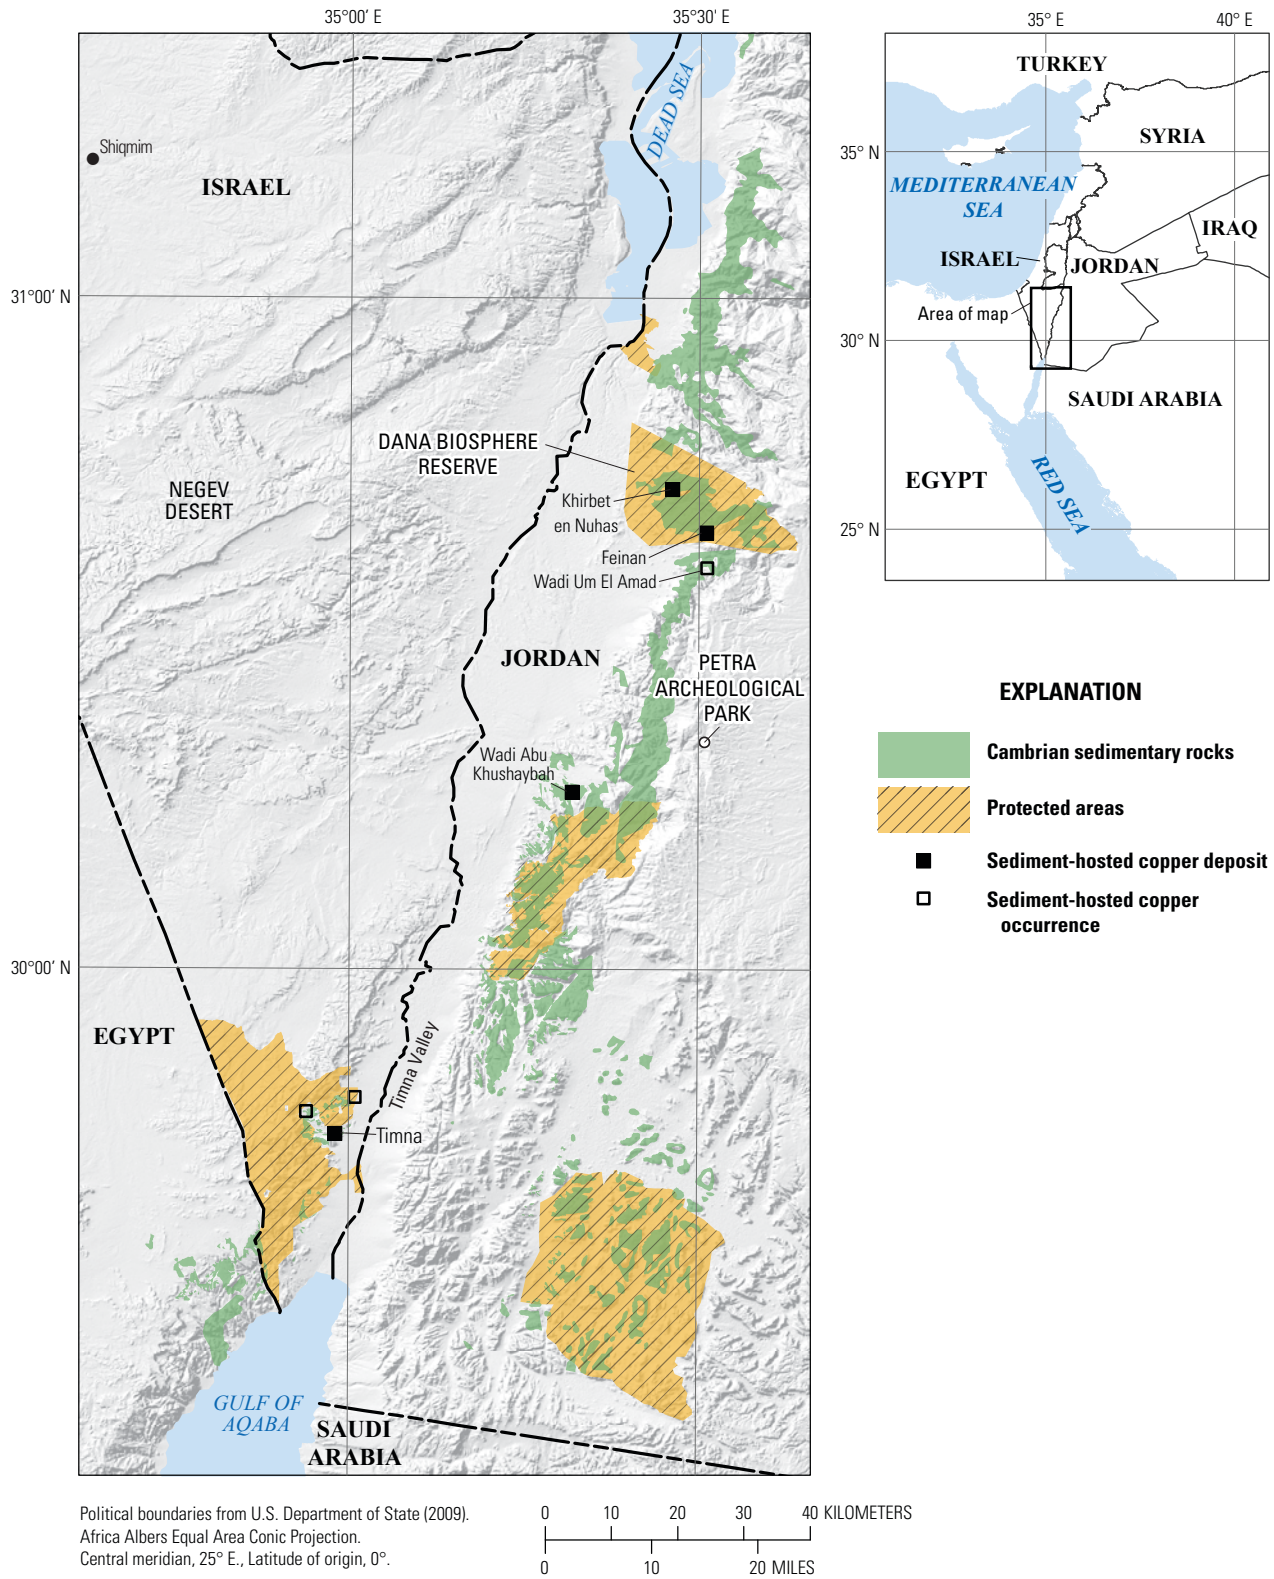 35°00' E
35°30' E
Shiqmim
ISRAEL
DEAD SEA
31°00' N
DANA BIOSPHERE
RESERVE
NEGEV
DESERT
Khirbet
en Nuhas
Feinan
Wadi Um El Amad
JORDAN
PETRA
ARCHEOLOGICAL
PARK
Wadi Abu
Khushaybah
30°00' N
EGYPT
Timna Valley
Timna
GULF OF
AQABA
SAUDI
ARABIA
Political boundaries from U.S. Department of State (2009).
Africa Albers Equal Area Conic Projection.
Central meridian, 25° E., Latitude of origin, 0°.
0 10 20 30 40 KILOMETERS
0 10 20 MILES
35° E
40° E
TURKEY
SYRIA
35° N
MEDITERRANEAN
SEA
IRAQ
ISRAEL
JORDAN
Area of map
30° N
SAUDI ARABIA
EGYPT
RED SEA
25° N
EXPLANATION
Cambrian sedimentary rocks
Protected areas
Sediment-hosted copper deposit
Sediment-hosted copper
occurrence